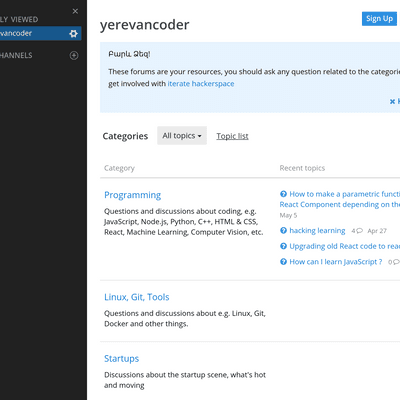 ×
LY VIEWED
vancoder
HANNELS
yerevancoder
Sign Up
Բարև Ձեզ!
These forums are your resources, you should ask any question related to the categorie
get involved with iterate hackerspace
Categories
All topics
Topic list
Category
Recent topics
Programming
Questions and discussions about coding, e.g.
JavaScript, Node.js, Python, C++, HTML & CSS,
React, Machine Learning, Computer Vision, etc.
How to make a parametric functi
React Component depending on the
May 5
hacking learning 4 Apr 27
Upgrading old React code to reac
How can I learn JavaScript ? 0
Linux, Git, Tools
Questions and discussions about e.g. Linux, Git,
Docker and other things.
Startups
Discussions about the startup scene, what's hot
and moving